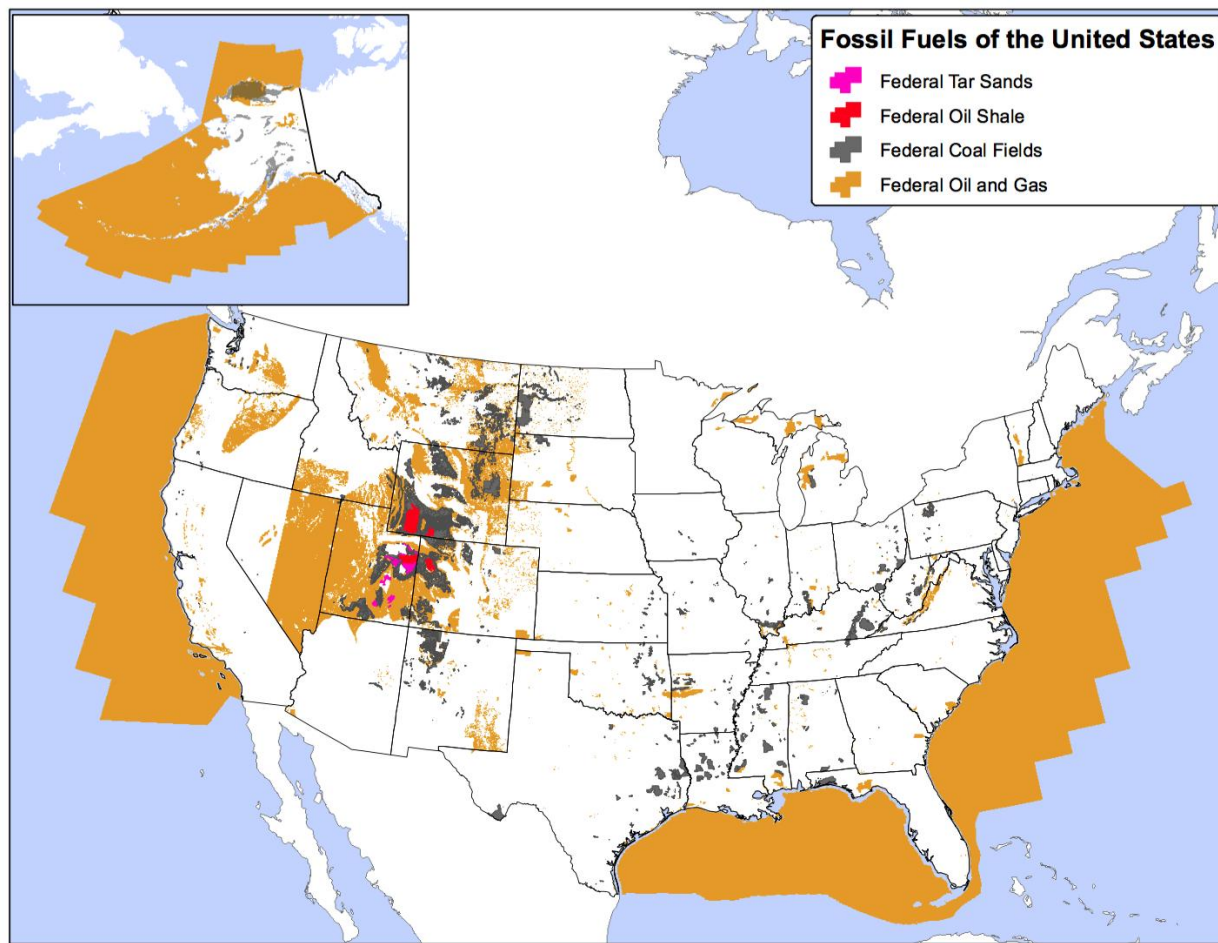 Fossil Fuels of the United States
Federal Tar Sands
Federal Oil Shale
Federal Coal Fields
Federal Oil and Gas